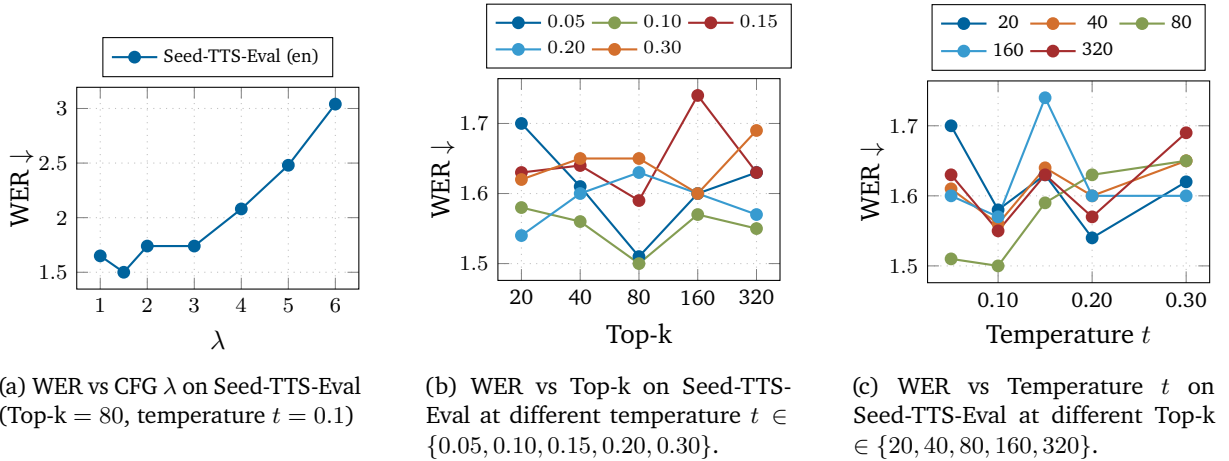 Seed-TTS-Eval (en)
3
2.5
2
1.5
WER ↓
1 2 3 4 5 6
λ
(a) WER vs CFG λ on Seed-TTS-Eval
(Top-k = 80, temperature t = 0.1)
0.05 0.10 0.15
0.20 0.30
1.7
1.6
1.5
WER ↓
20 40 80 160 320
Top-k
(b) WER vs Top-k on Seed-TTS-
Eval at different temperature t ∈
{0.05, 0.10, 0.15, 0.20, 0.30}.
20 40 80
160 320
1.7
1.6
1.5
WER ↓
0.10 0.20 0.30
Temperature t
(c) WER vs Temperature t on
Seed-TTS-Eval at different Top-k
∈ {20, 40, 80, 160, 320}.